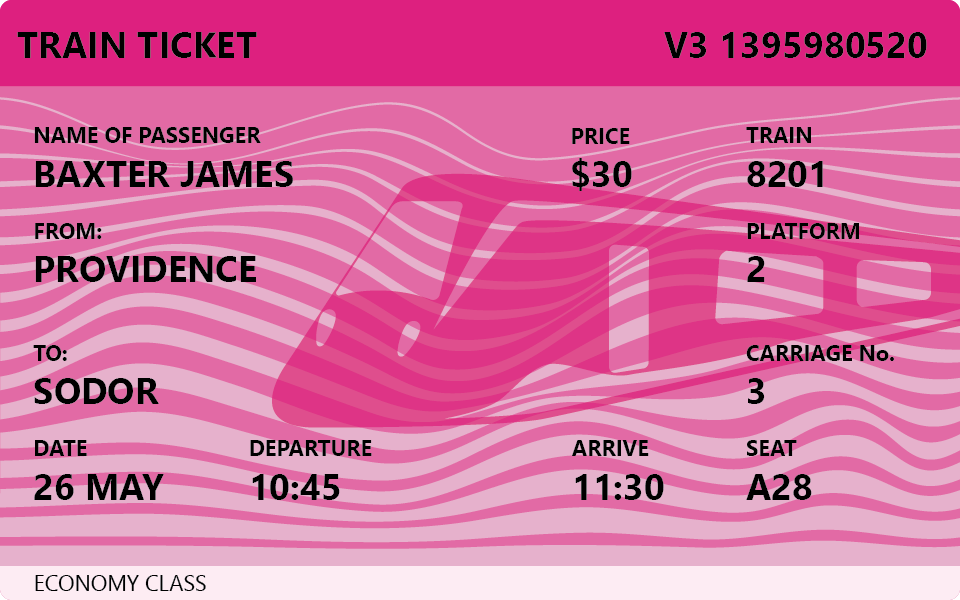 TRAIN TICKET V3 1395980520
NAME OF PASSENGER PRICE TRAIN
BAXTER JAMES $30 8201
FROM: PLATFORM
PROVIDENCE 2
TO: CARRIAGE No.
SODOR 3
DATE DEPARTURE ARRIVE SEAT
26 MAY 10:45 11:30 A28
ECONOMY CLASS